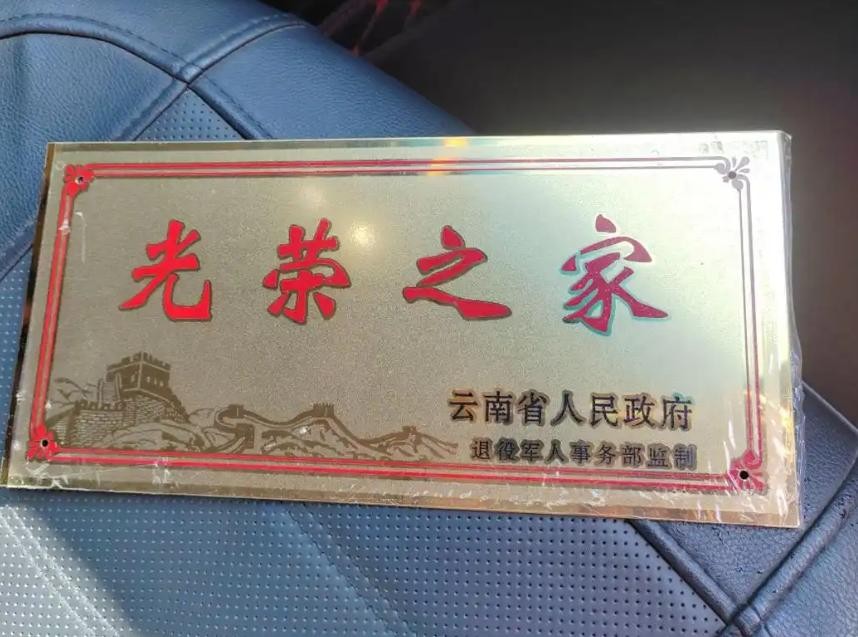 光荣之家
云南省人民政府
退役军人事务部监制